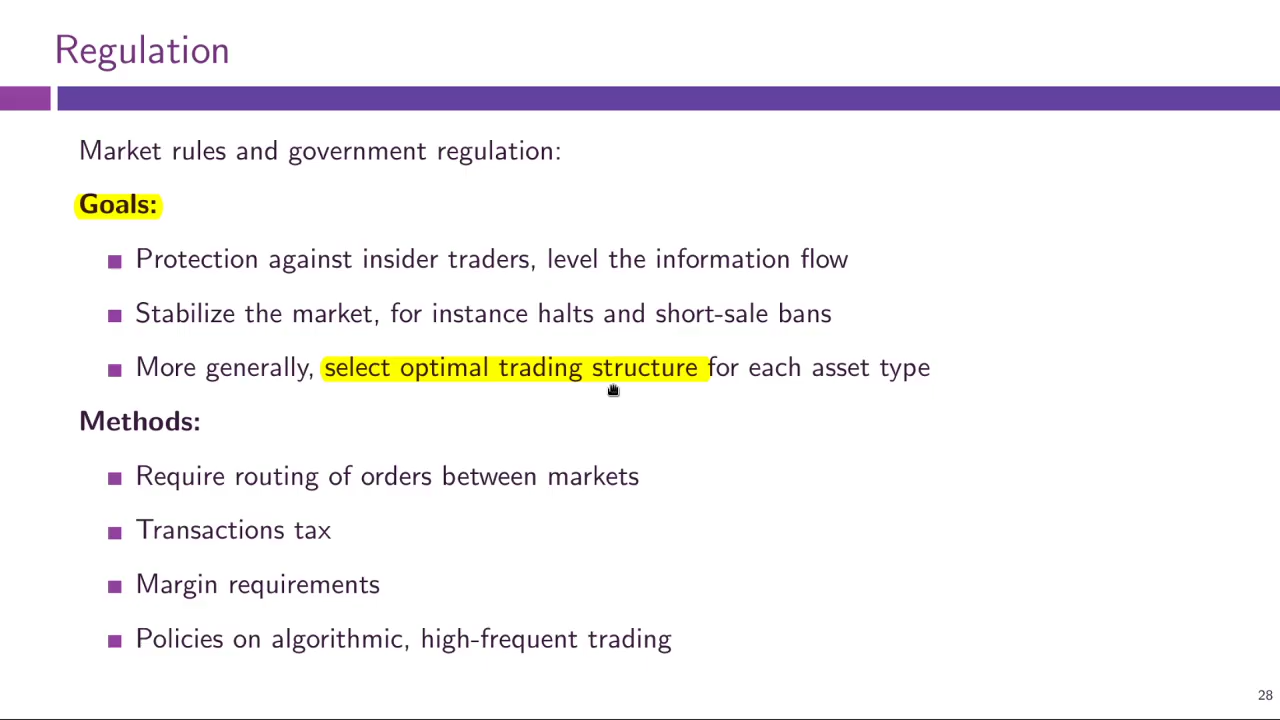 Regulation
Market rules and government regulation:
Goals:
Protection against insider traders, level the information flow
Stabilize the market, for instance halts and short-sale bans
More generally, select optimal trading structure for each asset type
Methods:
Require routing of orders between markets
Transactions tax
Margin requirements
Policies on algorithmic, high-frequent trading
28